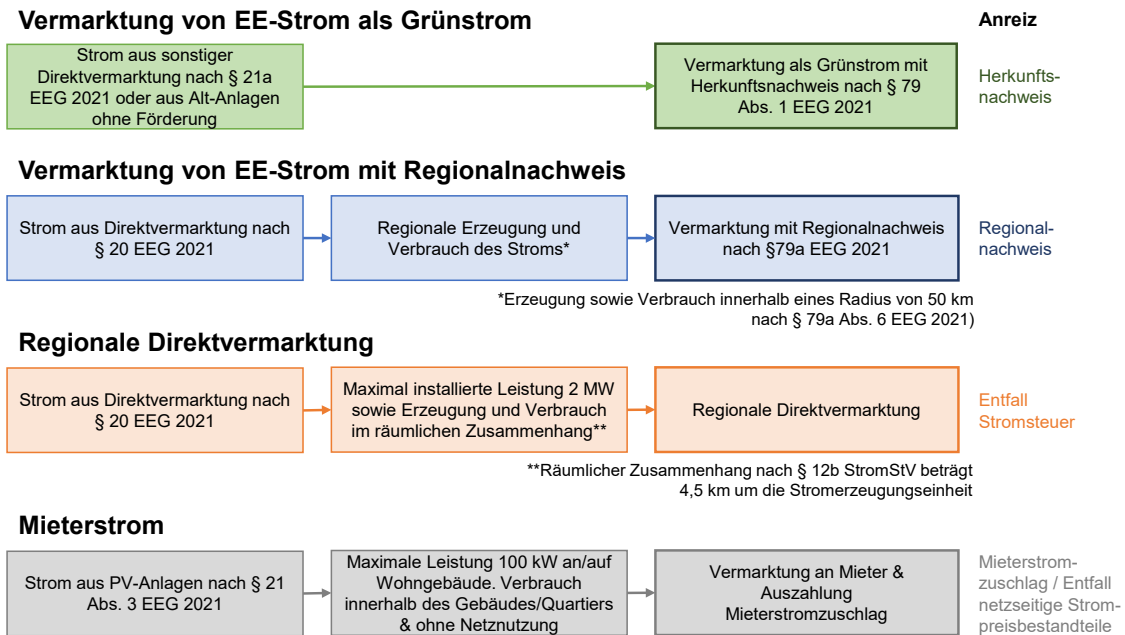 Vermarktung von EE-Strom als Grünstrom
Anreiz
Strom aus sonstiger
Direktvermarktung nach § 21a
EEG 2021 oder aus Alt-Anlagen
ohne Förderung
Vermarktung als Grünstrom mit
Herkunftsnachweis nach § 79
Abs. 1 EEG 2021
Herkunfts-
nachweis
Vermarktung von EE-Strom mit Regionalnachweis
Strom aus Direktvermarktung nach
§ 20 EEG 2021
Regionale Erzeugung und
Verbrauch des Stroms*
Vermarktung mit Regionalnachweis
nach §79a EEG 2021
Regional-
nachweis
*Erzeugung sowie Verbrauch innerhalb eines Radius von 50 km
nach § 79a Abs. 6 EEG 2021)
Regionale Direktvermarktung
Strom aus Direktvermarktung nach
§ 20 EEG 2021
Maximal installierte Leistung 2 MW
sowie Erzeugung und Verbrauch
im räumlichen Zusammenhang**
Regionale Direktvermarktung
Entfall
Stromsteuer
**Räumlicher Zusammenhang nach § 12b StromStV beträgt
4,5 km um die Stromerzeugungseinheit
Mieterstrom
Strom aus PV-Anlagen nach § 21
Abs. 3 EEG 2021
Maximale Leistung 100 kW an/auf
Wohngebäude. Verbrauch
innerhalb des Gebäudes/Quartiers
& ohne Netznutzung
Vermarktung an Mieter &
Auszahlung
Mieterstromzuschlag
Mieterstrom-
zuschlag / Entfall
netzseitige Strom-
preisbestandteile